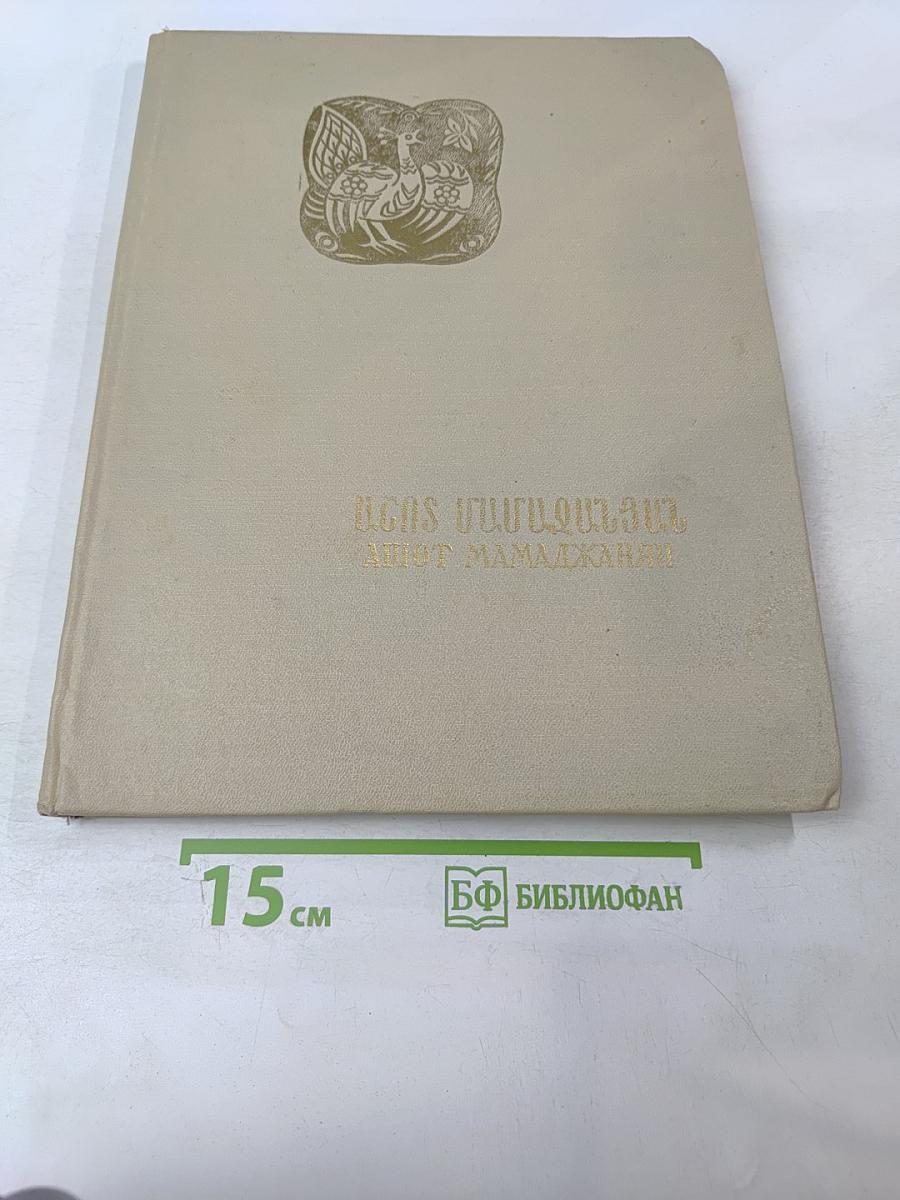 ԱՇՈՏ ՄԱՄԱՋԱՆՅԱՆ
АШОТ МАМАДЖАНЯН
15 см
БФ БИБЛИОФАН